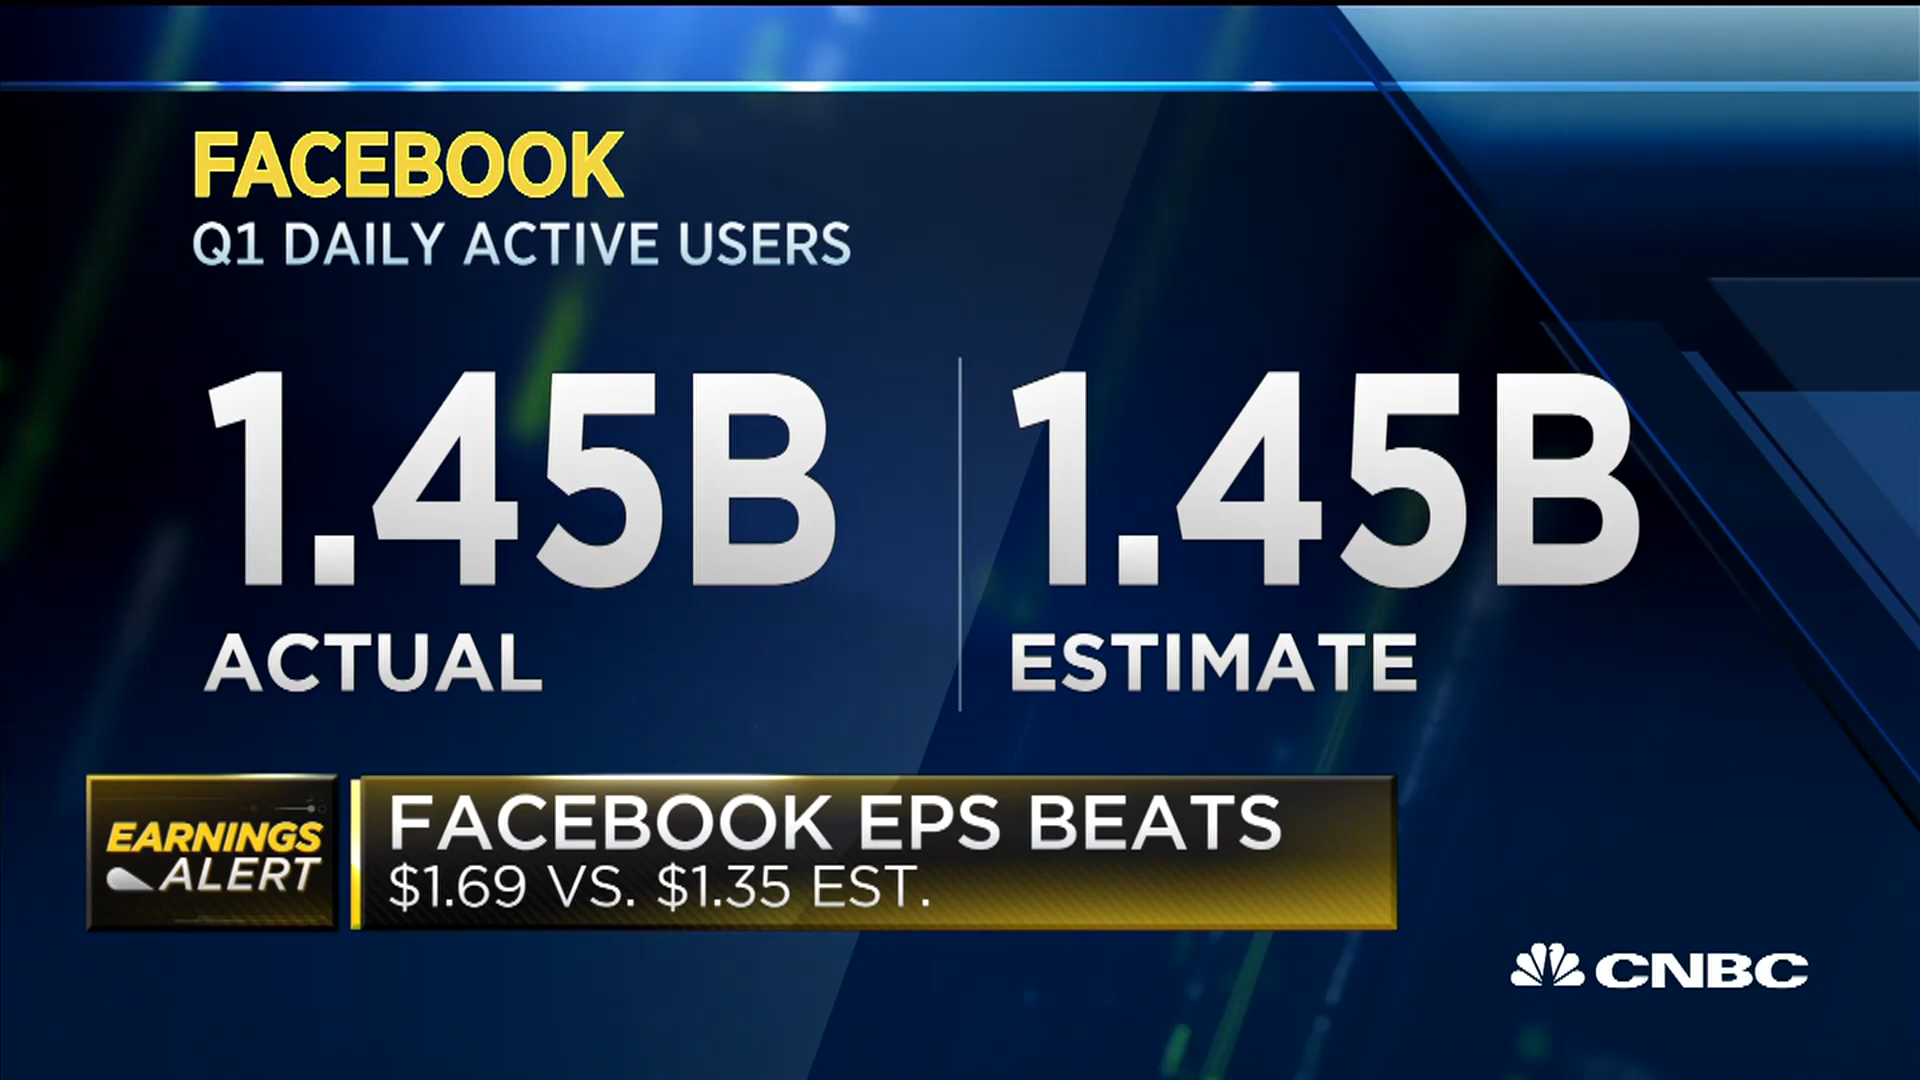 FACEBOOK
Q1 DAILY ACTIVE USERS
1.45B
ACTUAL
1.45B
ESTIMATE
EARNINGS
ALERT
FACEBOOK EPS BEATS
$1.69 VS. $1.35 EST.
CNBC